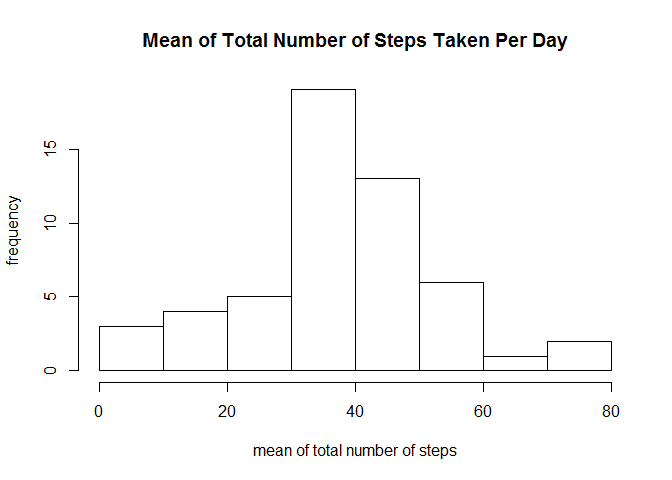 Mean of Total Number of Steps Taken Per Day
frequency
15
10
5
0
0 20 40 60 80
mean of total number of steps